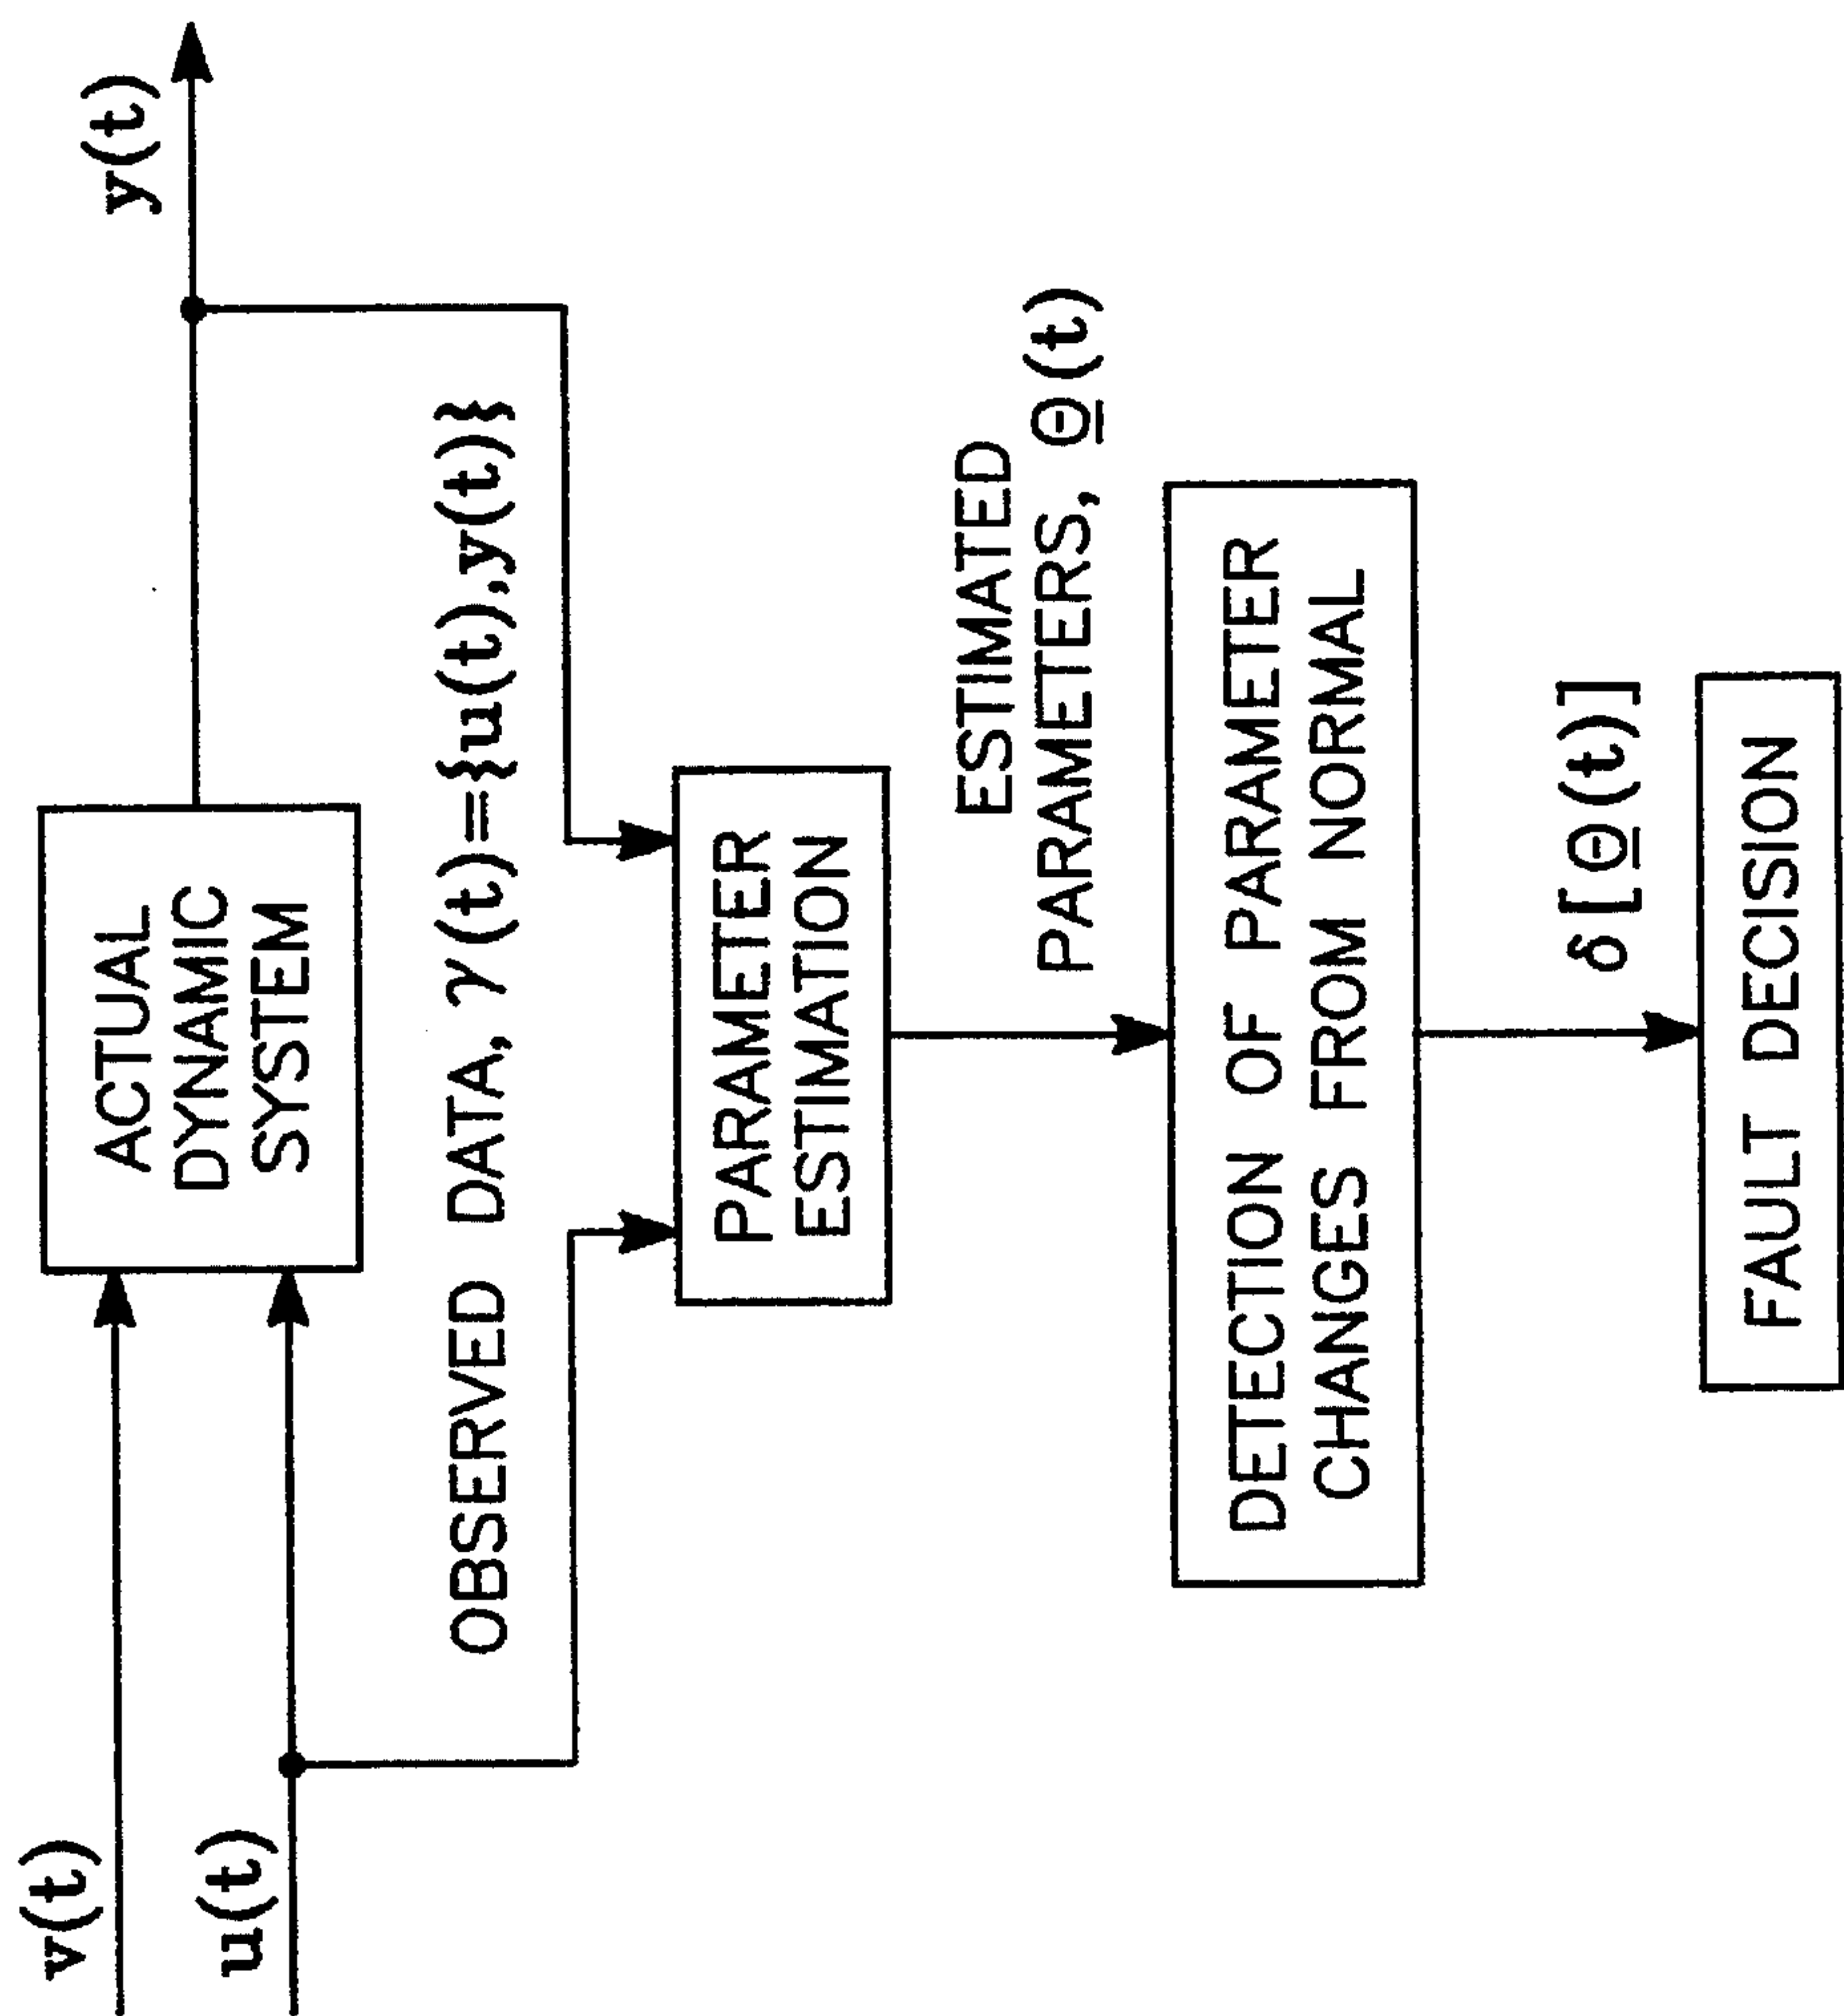 v(t)
u(t)
ACTUAL
DYNAMIC
SYSTEM
y(t)
OBSERVED DATA, γ(t)={u(t),y(t)}
PARAMETER
ESTIMATION
ESTIMATED
PARAMETERS, Θ(t)
DETECTION OF PARAMETER
CHANGES FROM NORMAL
δ[Θ(t)]
FAULT DECISION